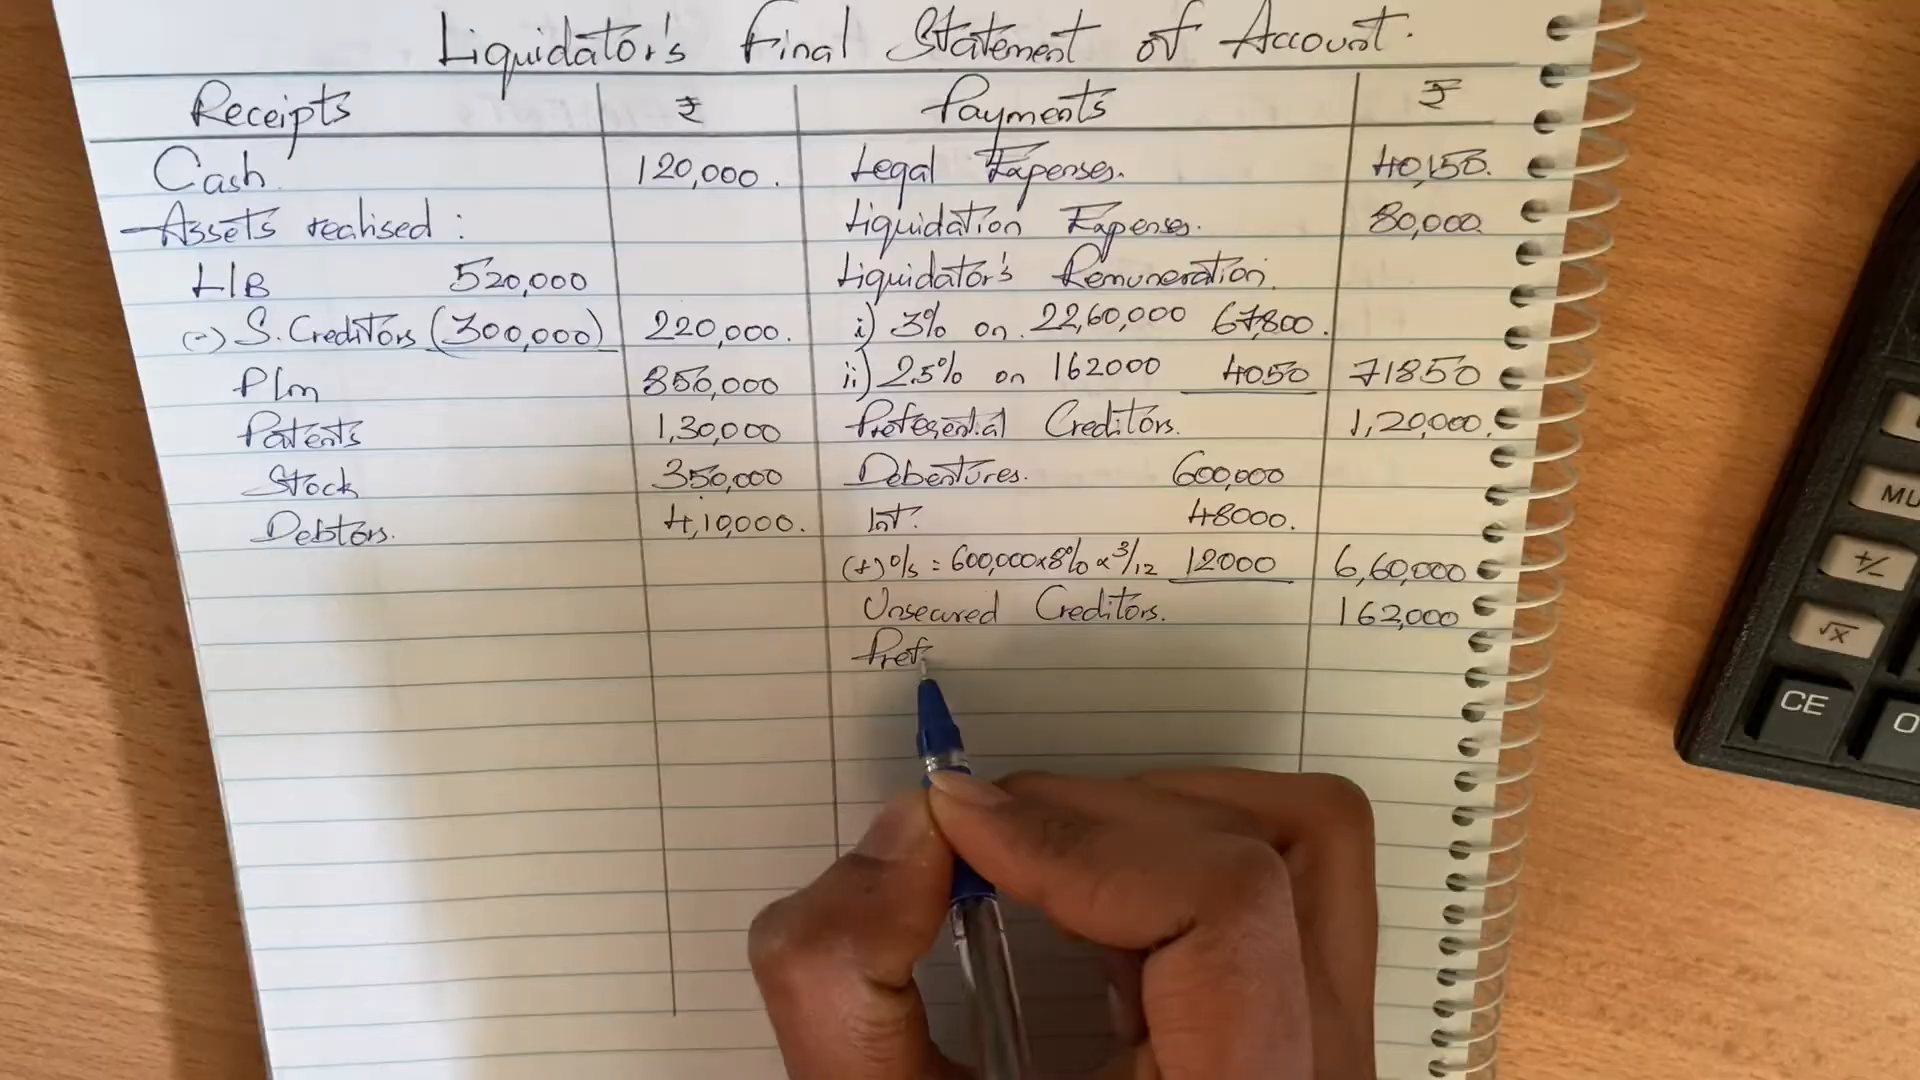 Liquidator's Final Statement of Account.
Receipts ₹ Payments ₹
Cash 120,000. Legal Expenses. 40,150.
Assets realised : Liquidation Expenses. 80,000.
L/B 520,000 Liquidator's Remuneration.
(-) S. Creditors (300,000) 220,000. i) 3% on 22,60,000 67800.
P/m 850,000 ii) 2.5% on 162000 4050 71850
Patents 1,30,000 Preferential Creditors. 1,20,000.
Stock 350,000 Debentures. 600,000
Debtors. 4,10,000. Int. 48000.
(+) o/s = 600,000x8%x3/12 12000 6,60,000
Unsecured Creditors. 162,000
Pref
MU
+/-
√x
CE